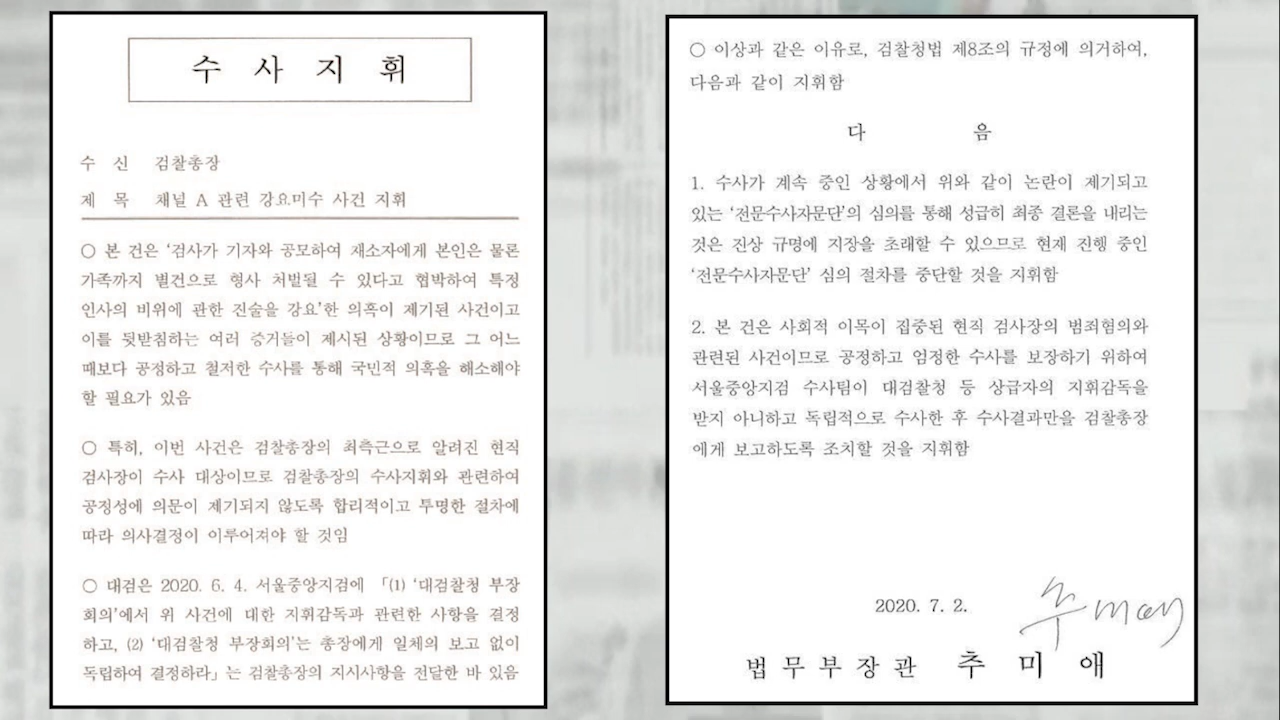 수 사 지 휘
수 신 검찰총장
제 목 채널 A 관련 강요미수 사건 지휘
○ 본 건은 '검사가 기자와 공모하여 재소자에게 본인은 물론
가족까지 별건으로 형사 처벌될 수 있다고 협박하여 특정
인사의 비위에 관한 진술을 강요'한 의혹이 제기된 사건이고
이를 뒷받침하는 여러 증거들이 제시된 상황이므로 그 어느
때보다 공정하고 철저한 수사를 통해 국민적 의혹을 해소해야
할 필요가 있음
○ 특히, 이번 사건은 검찰총장의 최측근으로 알려진 현직
검사장이 수사 대상이므로 검찰총장의 수사지휘와 관련하여
공정성에 의문이 제기되지 않도록 합리적이고 투명한 절차에
따라 의사결정이 이루어져야 할 것임
○ 대검은 2020. 6. 4. 서울중앙지검에 「(1) '대검찰청 부장
회의'에서 위 사건에 대한 지휘감독과 관련한 사항을 결정
하고, (2) '대검찰청 부장회의'는 총장에게 일체의 보고 없이
독립하여 결정하라」는 검찰총장의 지시사항을 전달한 바 있음
○ 이상과 같은 이유로, 검찰청법 제8조의 규정에 의거하여,
다음과 같이 지휘함
다 음
1. 수사가 계속 중인 상황에서 위와 같이 논란이 제기되고
있는 '전문수사자문단'의 심의를 통해 성급히 최종 결론을 내리는
것은 진상 규명에 지장을 초래할 수 있으므로 현재 진행 중인
'전문수사자문단' 심의 절차를 중단할 것을 지휘함
2. 본 건은 사회적 이목이 집중된 현직 검사장의 범죄혐의와
관련된 사건이므로 공정하고 엄정한 수사를 보장하기 위하여
서울중앙지검 수사팀이 대검찰청 등 상급자의 지휘감독을
받지 아니하고 독립적으로 수사한 후 수사결과만을 검찰총장
에게 보고하도록 조치할 것을 지휘함
2020. 7. 2.
추미애
법무부장관 추 미 애